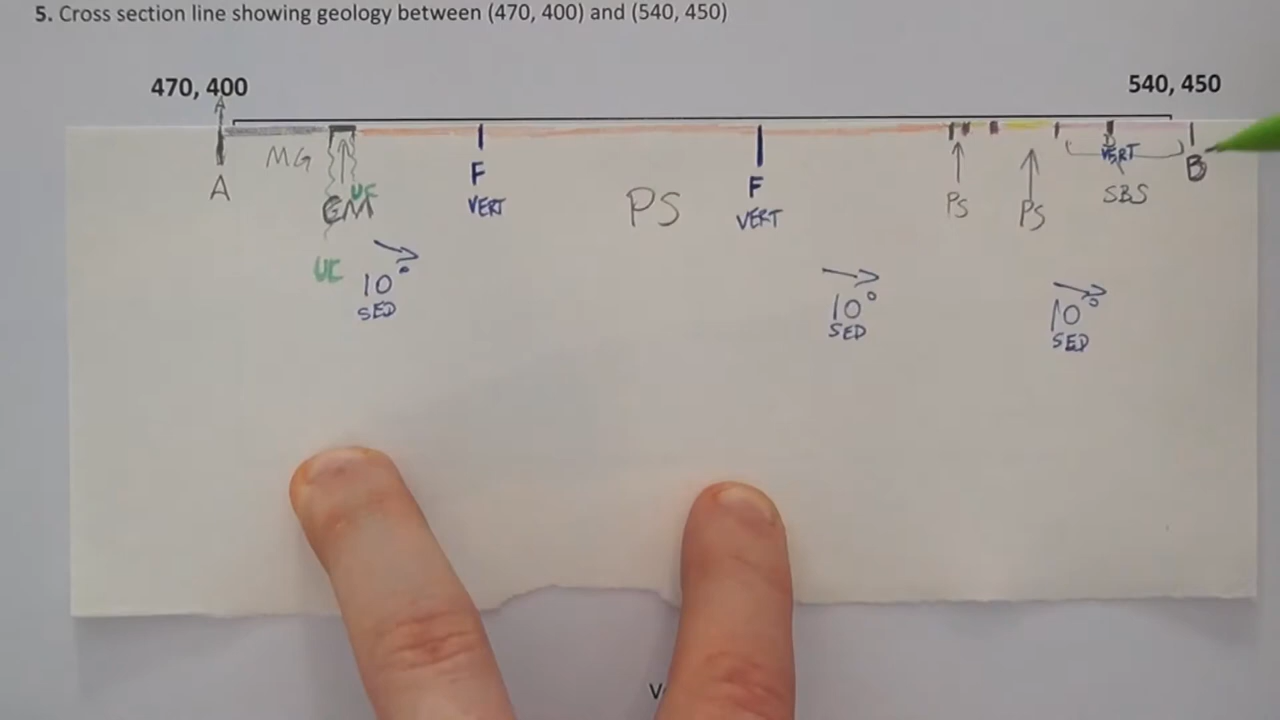 5. Cross section line showing geology between (470, 400) and (540, 450)
470, 400
540, 450
A
A
MG
GM
UC
UC
F
VERT
PS
F
VERT
PS
PS
D
VERT
SBS
B
10°
SED
10°
SED
10°
SED